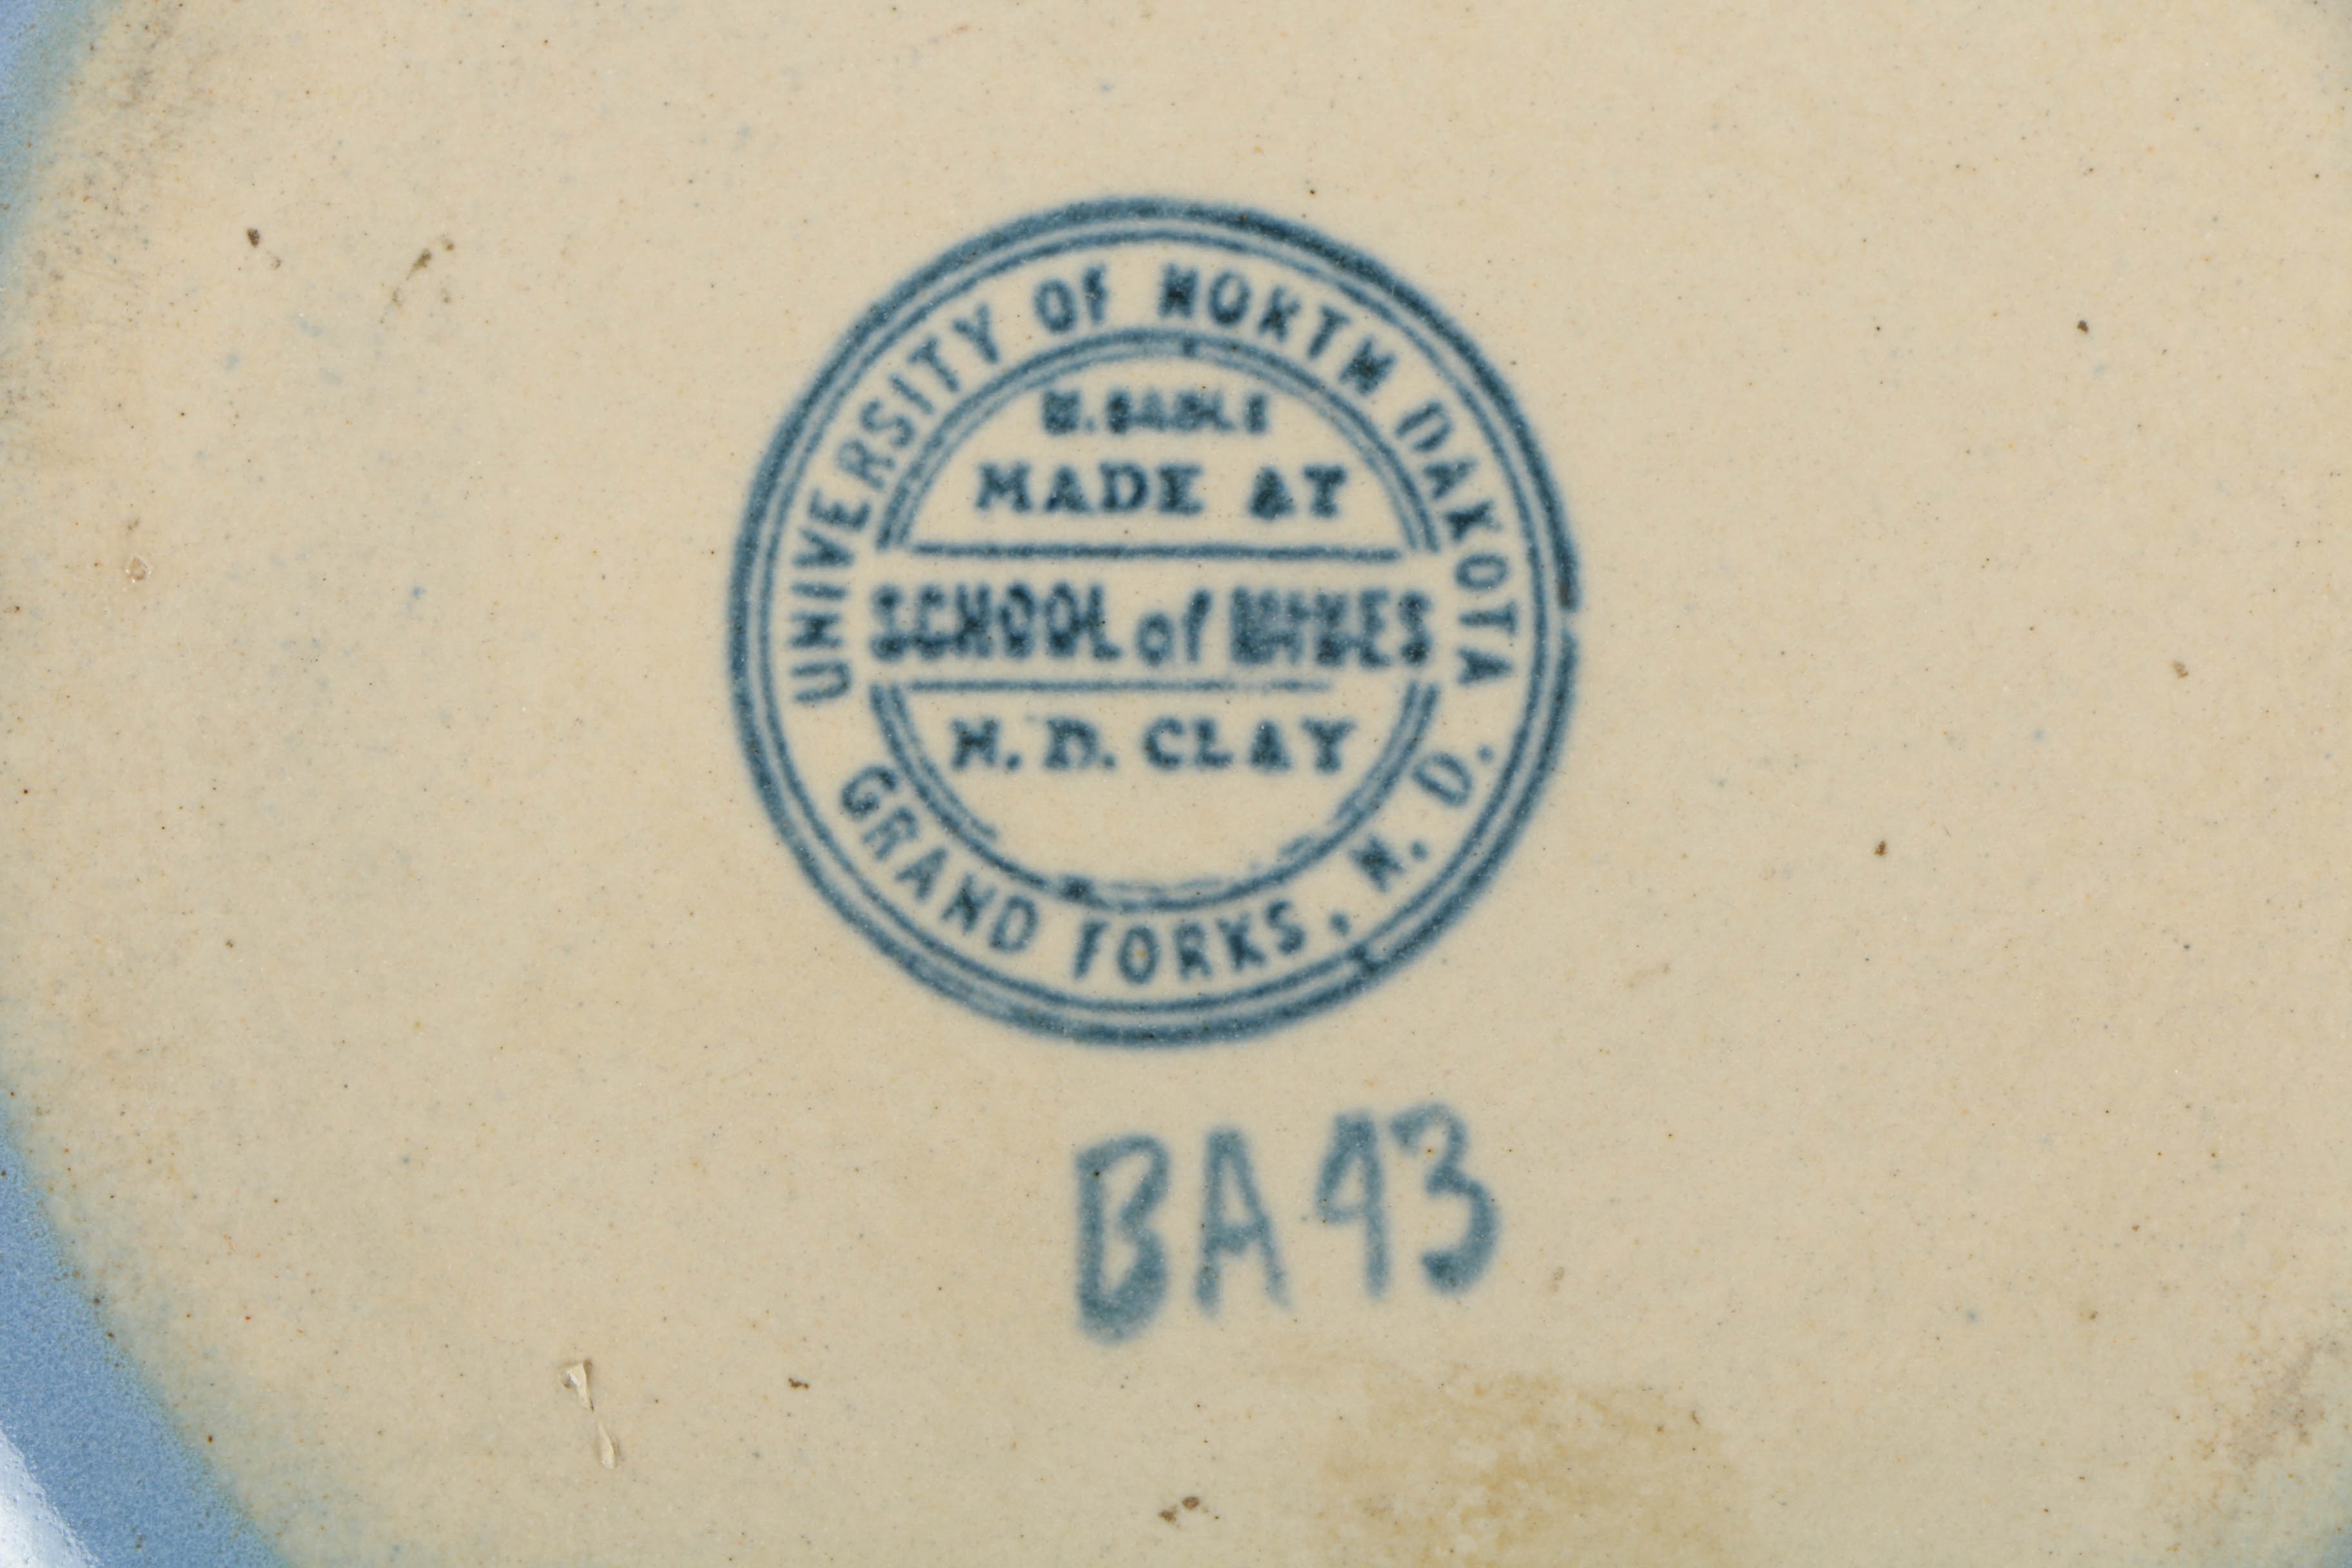 UNIVERSITY OF NORTH DAKOTA
MADE AT
SCHOOL of MINES
N. D. CLAY
GRAND FORKS, N. D.
BA43